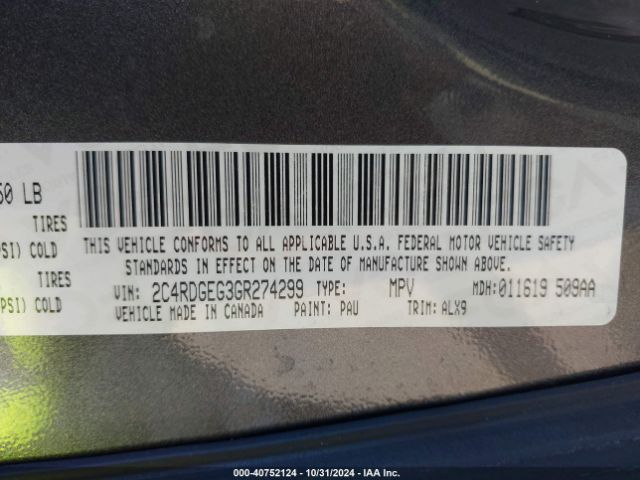 50 LB
TIRES
PSI) COLD
TIRES
PSI) COLD
THIS VEHICLE CONFORMS TO ALL APPLICABLE U.S.A. FEDERAL MOTOR VEHICLE SAFETY
STANDARDS IN EFFECT ON THE DATE OF MANUFACTURE SHOWN ABOVE.
VIN: 2C4RDGEG3GR274299 TYPE: MPV MDH:011619 509AA
VEHICLE MADE IN CANADA PAINT: PAU TRIM: ALX9
000-40752124 - 10/31/2024 - IAA Inc.